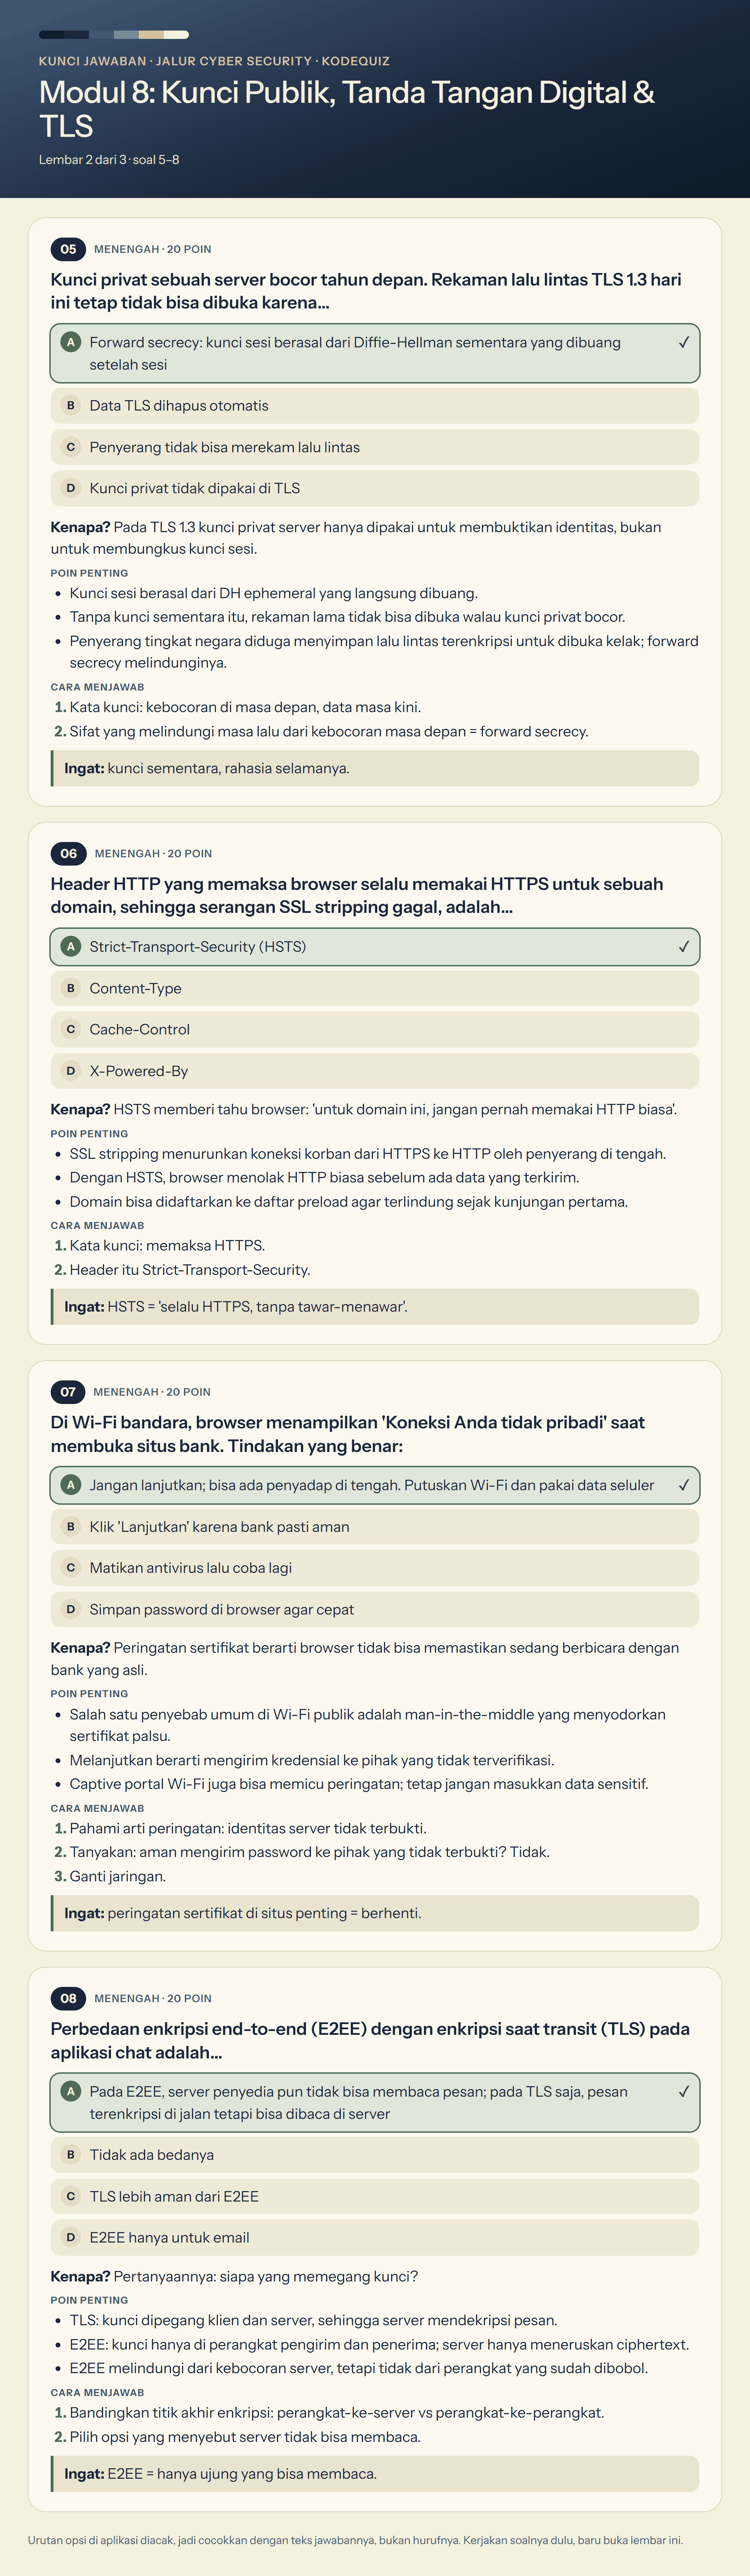 KUNCI JAWABAN · JALUR CYBER SECURITY · KODEQUIZ
Modul 8: Kunci Publik, Tanda Tangan Digital &
TLS
Lembar 2 dari 3 · soal 5–8
05 MENENGAH · 20 POIN
Kunci privat sebuah server bocor tahun depan. Rekaman lalu lintas TLS 1.3 hari
ini tetap tidak bisa dibuka karena...
A Forward secrecy: kunci sesi berasal dari Diffie-Hellman sementara yang dibuang ✓
setelah sesi
B Data TLS dihapus otomatis
C Penyerang tidak bisa merekam lalu lintas
D Kunci privat tidak dipakai di TLS
Kenapa? Pada TLS 1.3 kunci privat server hanya dipakai untuk membuktikan identitas, bukan
untuk membungkus kunci sesi.
POIN PENTING
• Kunci sesi berasal dari DH ephemeral yang langsung dibuang.
• Tanpa kunci sementara itu, rekaman lama tidak bisa dibuka walau kunci privat bocor.
• Penyerang tingkat negara diduga menyimpan lalu lintas terenkripsi untuk dibuka kelak; forward
secrecy melindunginya.
CARA MENJAWAB
1. Kata kunci: kebocoran di masa depan, data masa kini.
2. Sifat yang melindungi masa lalu dari kebocoran masa depan = forward secrecy.
Ingat: kunci sementara, rahasia selamanya.
06 MENENGAH · 20 POIN
Header HTTP yang memaksa browser selalu memakai HTTPS untuk sebuah
domain, sehingga serangan SSL stripping gagal, adalah...
A Strict-Transport-Security (HSTS) ✓
B Content-Type
C Cache-Control
D X-Powered-By
Kenapa? HSTS memberi tahu browser: 'untuk domain ini, jangan pernah memakai HTTP biasa'.
POIN PENTING
• SSL stripping menurunkan koneksi korban dari HTTPS ke HTTP oleh penyerang di tengah.
• Dengan HSTS, browser menolak HTTP biasa sebelum ada data yang terkirim.
• Domain bisa didaftarkan ke daftar preload agar terlindung sejak kunjungan pertama.
CARA MENJAWAB
1. Kata kunci: memaksa HTTPS.
2. Header itu Strict-Transport-Security.
Ingat: HSTS = 'selalu HTTPS, tanpa tawar-menawar'.
07 MENENGAH · 20 POIN
Di Wi-Fi bandara, browser menampilkan 'Koneksi Anda tidak pribadi' saat
membuka situs bank. Tindakan yang benar:
A Jangan lanjutkan; bisa ada penyadap di tengah. Putuskan Wi-Fi dan pakai data seluler ✓
B Klik 'Lanjutkan' karena bank pasti aman
C Matikan antivirus lalu coba lagi
D Simpan password di browser agar cepat
Kenapa? Peringatan sertifikat berarti browser tidak bisa memastikan sedang berbicara dengan
bank yang asli.
POIN PENTING
• Salah satu penyebab umum di Wi-Fi publik adalah man-in-the-middle yang menyodorkan
sertifikat palsu.
• Melanjutkan berarti mengirim kredensial ke pihak yang tidak terverifikasi.
• Captive portal Wi-Fi juga bisa memicu peringatan; tetap jangan masukkan data sensitif.
CARA MENJAWAB
1. Pahami arti peringatan: identitas server tidak terbukti.
2. Tanyakan: aman mengirim password ke pihak yang tidak terbukti? Tidak.
3. Ganti jaringan.
Ingat: peringatan sertifikat di situs penting = berhenti.
08 MENENGAH · 20 POIN
Perbedaan enkripsi end-to-end (E2EE) dengan enkripsi saat transit (TLS) pada
aplikasi chat adalah...
A Pada E2EE, server penyedia pun tidak bisa membaca pesan; pada TLS saja, pesan ✓
terenkripsi di jalan tetapi bisa dibaca di server
B Tidak ada bedanya
C TLS lebih aman dari E2EE
D E2EE hanya untuk email
Kenapa? Pertanyaannya: siapa yang memegang kunci?
POIN PENTING
• TLS: kunci dipegang klien dan server, sehingga server mendekripsi pesan.
• E2EE: kunci hanya di perangkat pengirim dan penerima; server hanya meneruskan ciphertext.
• E2EE melindungi dari kebocoran server, tetapi tidak dari perangkat yang sudah dibobol.
CARA MENJAWAB
1. Bandingkan titik akhir enkripsi: perangkat-ke-server vs perangkat-ke-perangkat.
2. Pilih opsi yang menyebut server tidak bisa membaca.
Ingat: E2EE = hanya ujung yang bisa membaca.
Urutan opsi di aplikasi diacak, jadi cocokkan dengan teks jawabannya, bukan hurufnya. Kerjakan soalnya dulu, baru buka lembar ini.